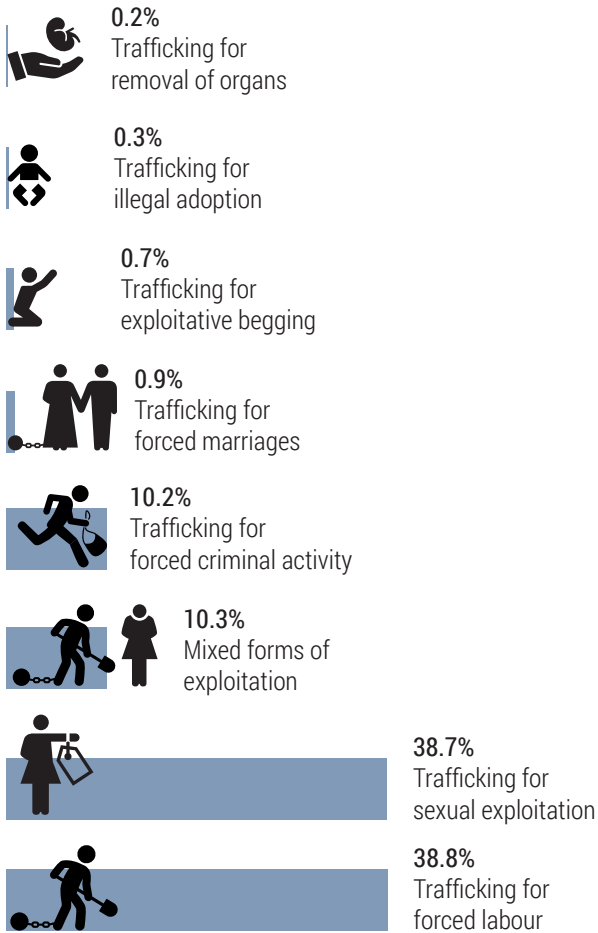 0.2%
Trafficking for
removal of organs
0.3%
Trafficking for
illegal adoption
0.7%
Trafficking for
exploitative begging
0.9%
Trafficking for
forced marriages
10.2%
Trafficking for
forced criminal activity
10.3%
Mixed forms of
exploitation
38.7%
Trafficking for
sexual exploitation
38.8%
Trafficking for
forced labour